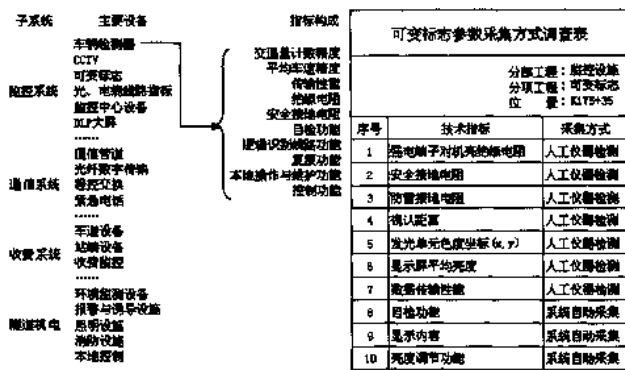 子系统 主要设备 指标构成
监控系统
车辆检测器
CCTV
可变标志
光、电缆线路指标
监控中心设备
DLP大屏
......
通信系统
通信管道
光纤数字传输
程控交换
紧急电话
......
收费系统
车道设备
站端设备
收费监控
......
隧道机电
环境监测设备
报警与诱导设施
照明设施
消防设施
本地控制
交通量计数精度
平均车速精度
传输性能
绝缘电阻
安全接地电阻
自检功能
逻辑识别线路功能
复原功能
本地操作与维护功能
控制功能
可变标志参数采集方式调查表
分部工程:监控设施
分项工程:可变标志
位 置:K175+35
序号 技术指标 采集方式
1 强电端子对机壳绝缘电阻 人工仪器检测
2 安全接地电阻 人工仪器检测
3 防雷接地电阻 人工仪器检测
4 视认距离 人工仪器检测
5 发光单元色度坐标(x,y) 人工仪器检测
6 显示屏平均亮度 人工仪器检测
7 数据传输性能 人工仪器检测
8 自检功能 系统自动采集
9 显示内容 系统自动采集
10 亮度调节功能 系统自动采集